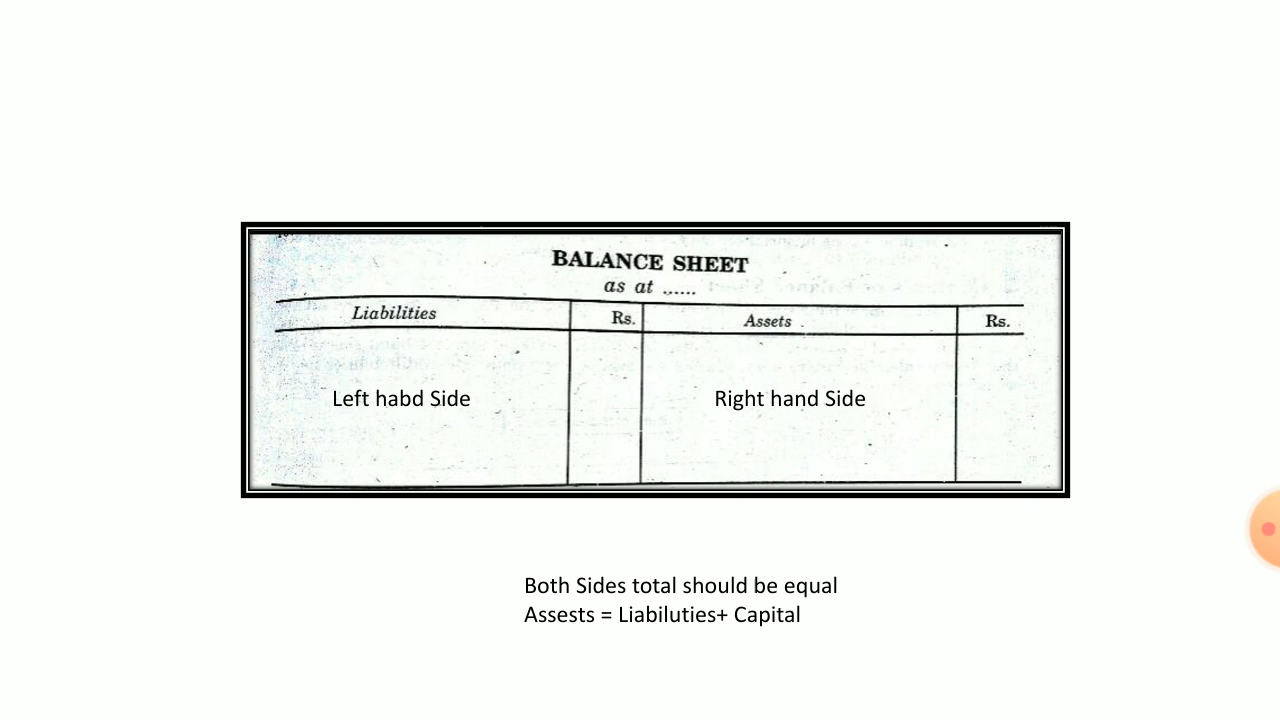 BALANCE SHEET
as at ......
Liabilities Rs. Assets Rs.
Left habd Side Right hand Side
Both Sides total should be equal
Assests = Liabiluties+ Capital